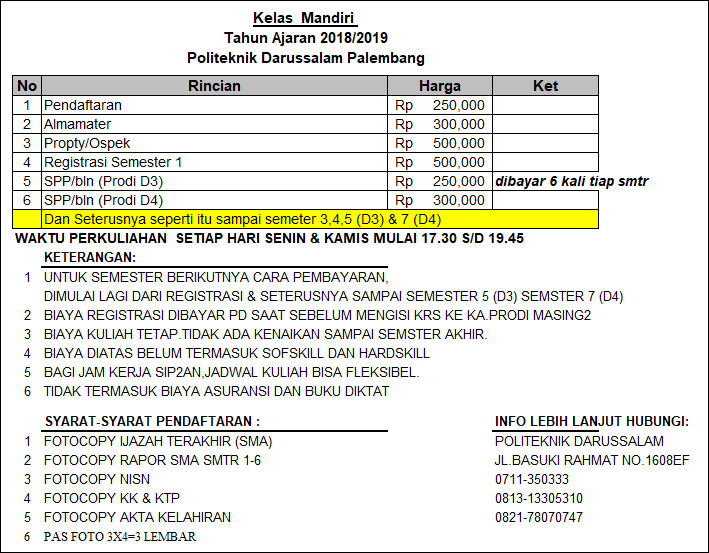 Kelas Mandiri
Tahun Ajaran 2018/2019
Politeknik Darussalam Palembang
No Rincian Harga Ket
1 Pendaftaran Rp 250,000
2 Almamater Rp 300,000
3 Propty/Ospek Rp 500,000
4 Registrasi Semester 1 Rp 500,000
5 SPP/bln (Prodi D3) Rp 250,000 dibayar 6 kali tiap smtr
6 SPP/bln (Prodi D4) Rp 300,000
Dan Seterusnya seperti itu sampai semeter 3,4,5 (D3) & 7 (D4)
WAKTU PERKULIAHAN SETIAP HARI SENIN & KAMIS MULAI 17.30 S/D 19.45
KETERANGAN:
1 UNTUK SEMESTER BERIKUTNYA CARA PEMBAYARAN,
DIMULAI LAGI DARI REGISTRASI & SETERUSNYA SAMPAI SEMESTER 5 (D3) SEMSTER 7 (D4)
2 BIAYA REGISTRASI DIBAYAR PD SAAT SEBELUM MENGISI KRS KE KA.PRODI MASING2
3 BIAYA KULIAH TETAP.TIDAK ADA KENAIKAN SAMPAI SEMSTER AKHIR.
4 BIAYA DIATAS BELUM TERMASUK SOFSKILL DAN HARDSKILL
5 BAGI JAM KERJA SIP2AN,JADWAL KULIAH BISA FLEKSIBEL.
6 TIDAK TERMASUK BIAYA ASURANSI DAN BUKU DIKTAT
SYARAT-SYARAT PENDAFTARAN :
1 FOTOCOPY IJAZAH TERAKHIR (SMA)
2 FOTOCOPY RAPOR SMA SMTR 1-6
3 FOTOCOPY NISN
4 FOTOCOPY KK & KTP
5 FOTOCOPY AKTA KELAHIRAN
6 PAS FOTO 3X4=3 LEMBAR
INFO LEBIH LANJUT HUBUNGI:
POLITEKNIK DARUSSALAM
JL.BASUKI RAHMAT NO.1608EF
0711-350333
0813-13305310
0821-78070747